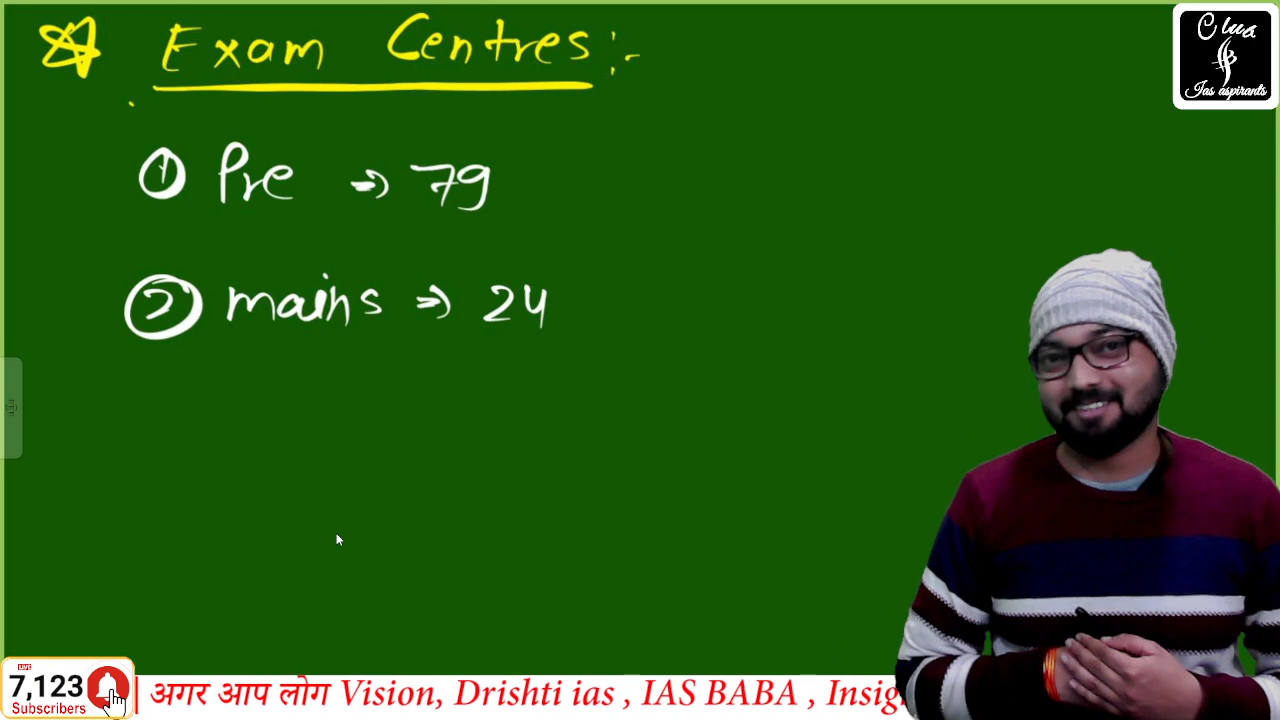 Exam Centres :-
① Pre ⇒ 79
② mains ⇒ 24
Clua
Ias aspirants
LIVE
7,123
Subscribers
अगर आप लोग Vision, Drishti ias , IAS BABA , Insig